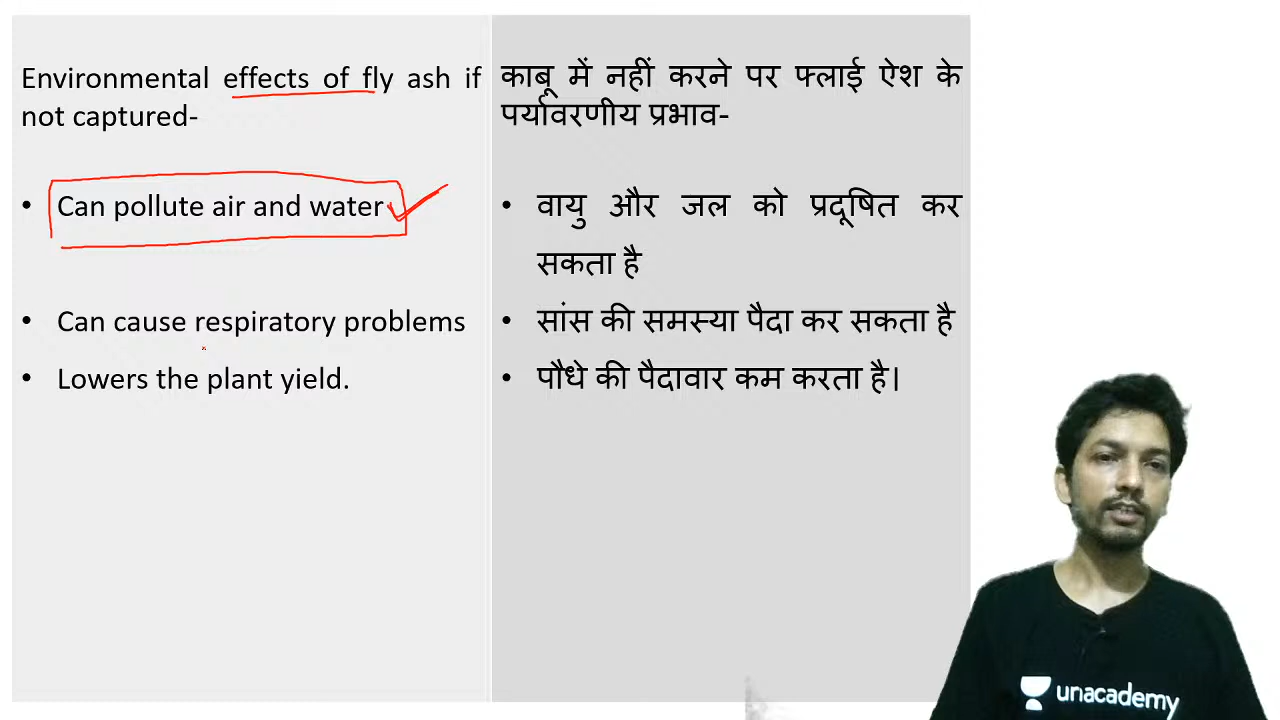 Environmental effects of fly ash if
not captured-
• Can pollute air and water
• Can cause respiratory problems
• Lowers the plant yield.
काबू में नहीं करने पर फ्लाई ऐश के
पर्यावरणीय प्रभाव-
• वायु और जल को प्रदूषित कर
सकता है
• सांस की समस्या पैदा कर सकता है
• पौधे की पैदावार कम करता है।
unacademy